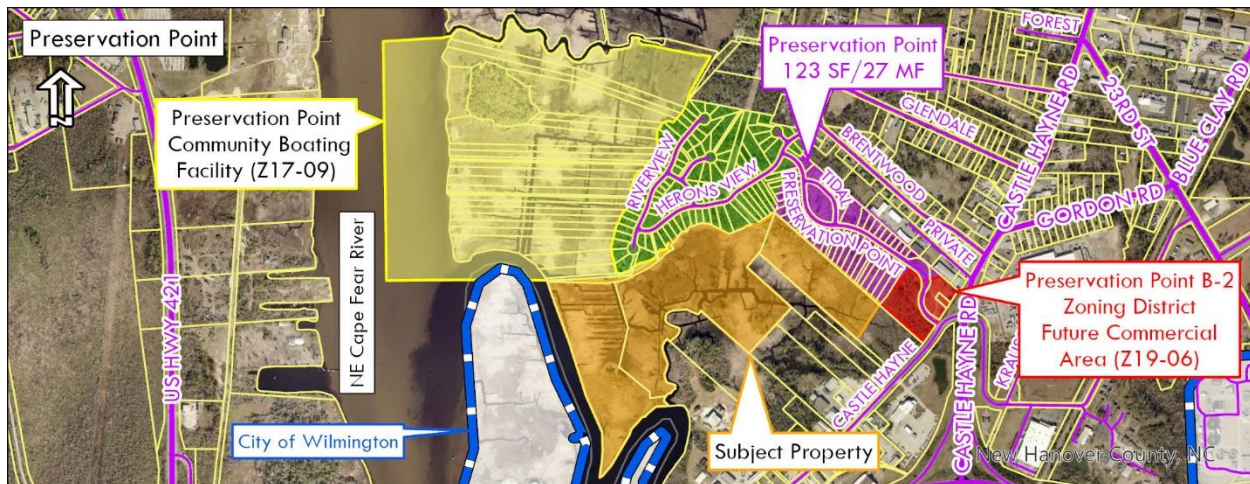 Preservation Point
N
Preservation Point
Community Boating
Facility (Z17-09)
Preservation Point
123 SF/27 MF
FOREST
GLENDALE
CASTLE HAYNE RD
23RD ST
BLUE CLAY RD
BRENTWOOD
PRIVATE
GORDON RD
RIVERVIEW
HERONS VIEW
TIDAL
PRESERVATION POINT
US HWY 421
NE Cape Fear River
Preservation Point B-2
Zoning District
Future Commercial
Area (Z19-06)
CASTLE HAYNE
CASTLE HAYNE RD
City of Wilmington
Subject Property
New Hanover County, NC